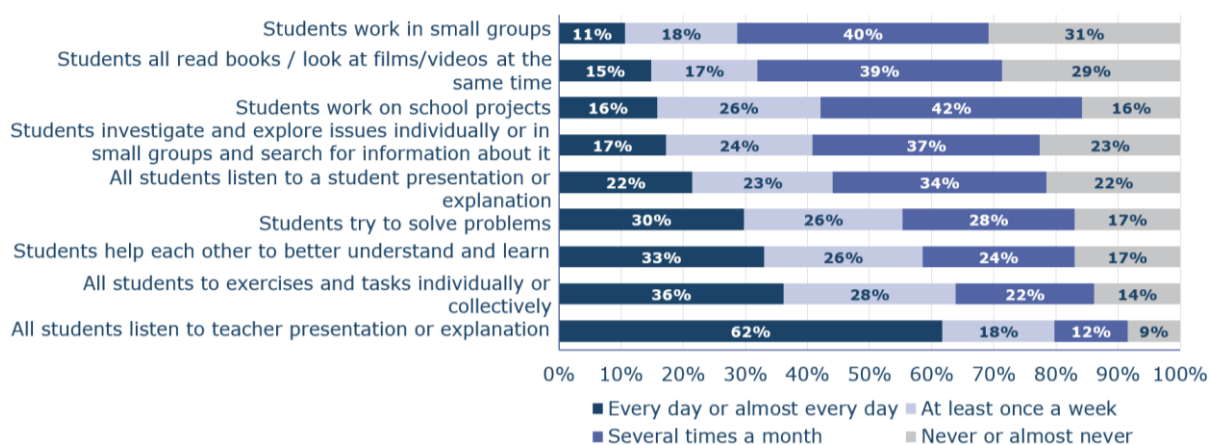 Students work in small groups
11% 18% 40% 31%
Students all read books / look at films/videos at the
same time
15% 17% 39% 29%
Students work on school projects
16% 26% 42% 16%
Students investigate and explore issues individually or in
small groups and search for information about it
17% 24% 37% 23%
All students listen to a student presentation or
explanation
22% 23% 34% 22%
Students try to solve problems
30% 26% 28% 17%
Students help each other to better understand and learn
33% 26% 24% 17%
All students to exercises and tasks individually or
collectively
36% 28% 22% 14%
All students listen to teacher presentation or explanation
62% 18% 12% 9%
0% 10% 20% 30% 40% 50% 60% 70% 80% 90% 100%
Every day or almost every day At least once a week
Several times a month Never or almost never